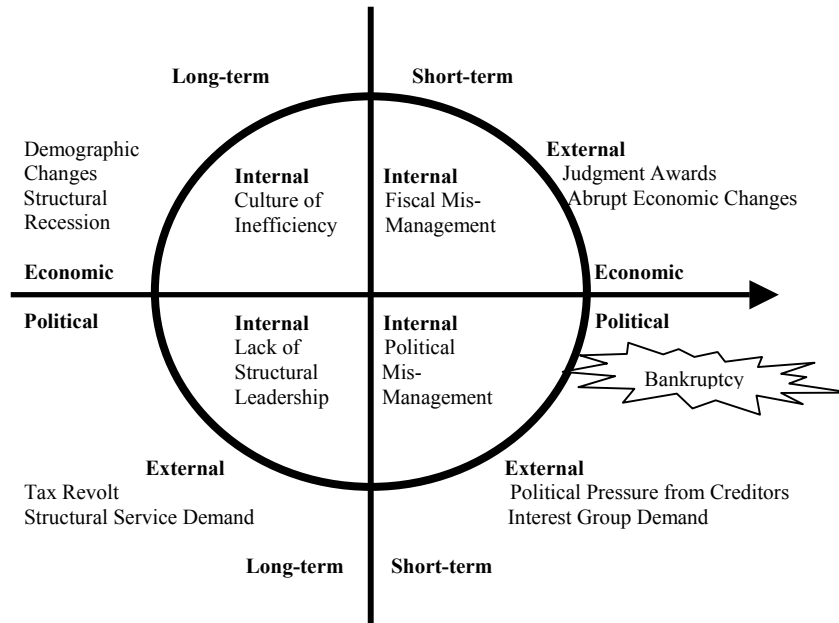 Long-term
Short-term
Demographic
Changes
Structural
Recession
Internal
Culture of
Inefficiency
Internal
Fiscal Mis-
Management
External
Judgment Awards
Abrupt Economic Changes
Economic
Economic
Political
Political
Internal
Lack of
Structural
Leadership
Internal
Political
Mis-
Management
Bankruptcy
External
Tax Revolt
Structural Service Demand
External
Political Pressure from Creditors
Interest Group Demand
Long-term
Short-term